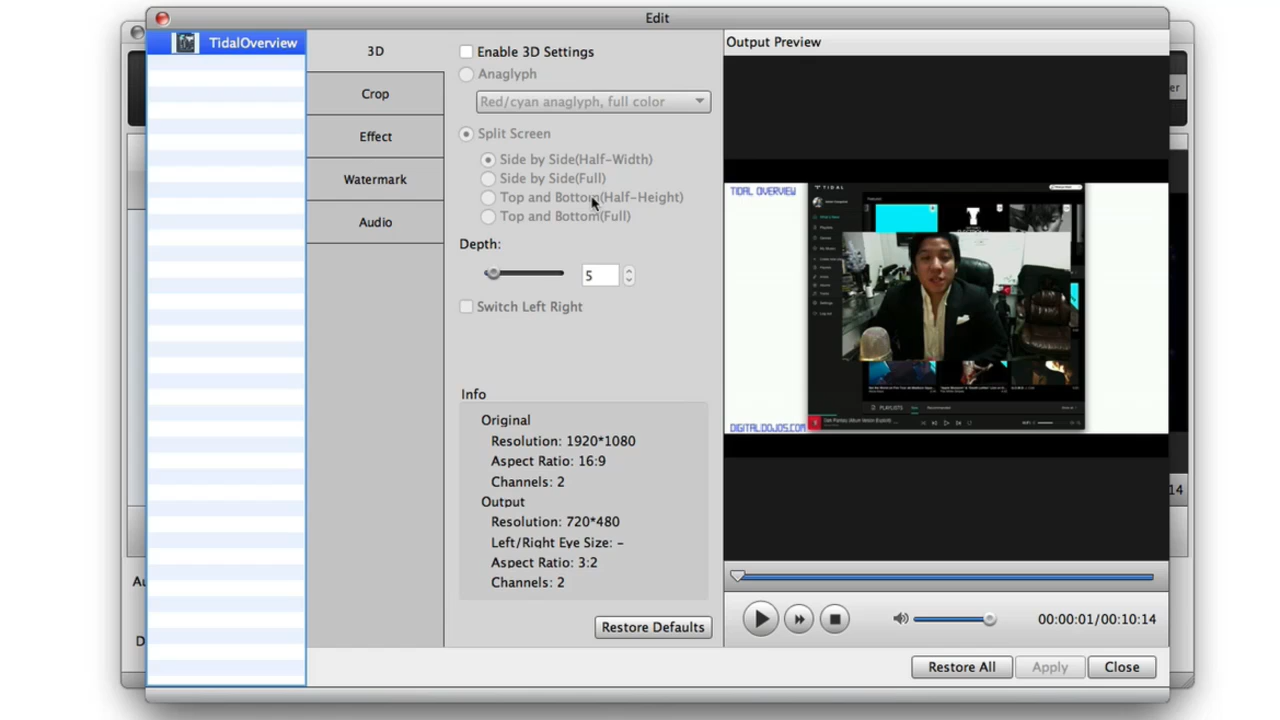 Edit
TidalOverview
3D
Crop
Effect
Watermark
Audio
Enable 3D Settings
Anaglyph
Red/cyan anaglyph, full color
Split Screen
Side by Side(Half-Width)
Side by Side(Full)
Top and Bottom(Half-Height)
Top and Bottom(Full)
Depth:
5
Switch Left Right
Info
Original
Resolution: 1920*1080
Aspect Ratio: 16:9
Channels: 2
Output
Resolution: 720*480
Left/Right Eye Size: -
Aspect Ratio: 3:2
Channels: 2
Restore Defaults
Output Preview
TIDAL OVERVIEW
TIDAL
PLAYLISTS
DIGITALDOJOS.COM
00:00:01/00:10:14
Restore All
Apply
Close
er
14
Au
D